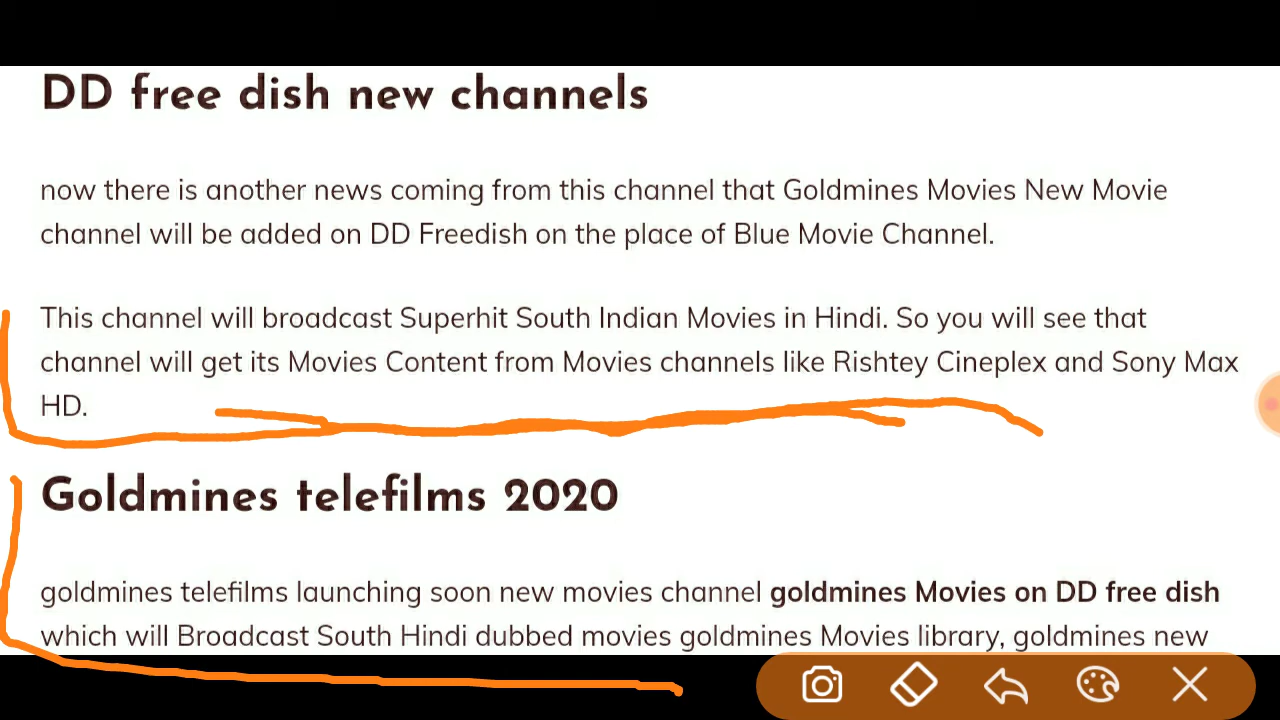 DD free dish new channels
now there is another news coming from this channel that Goldmines Movies New Movie
channel will be added on DD Freedish on the place of Blue Movie Channel.
This channel will broadcast Superhit South Indian Movies in Hindi. So you will see that
channel will get its Movies Content from Movies channels like Rishtey Cineplex and Sony Max
HD.
Goldmines telefilms 2020
goldmines telefilms launching soon new movies channel goldmines Movies on DD free dish
which will Broadcast South Hindi dubbed movies goldmines Movies library, goldmines new